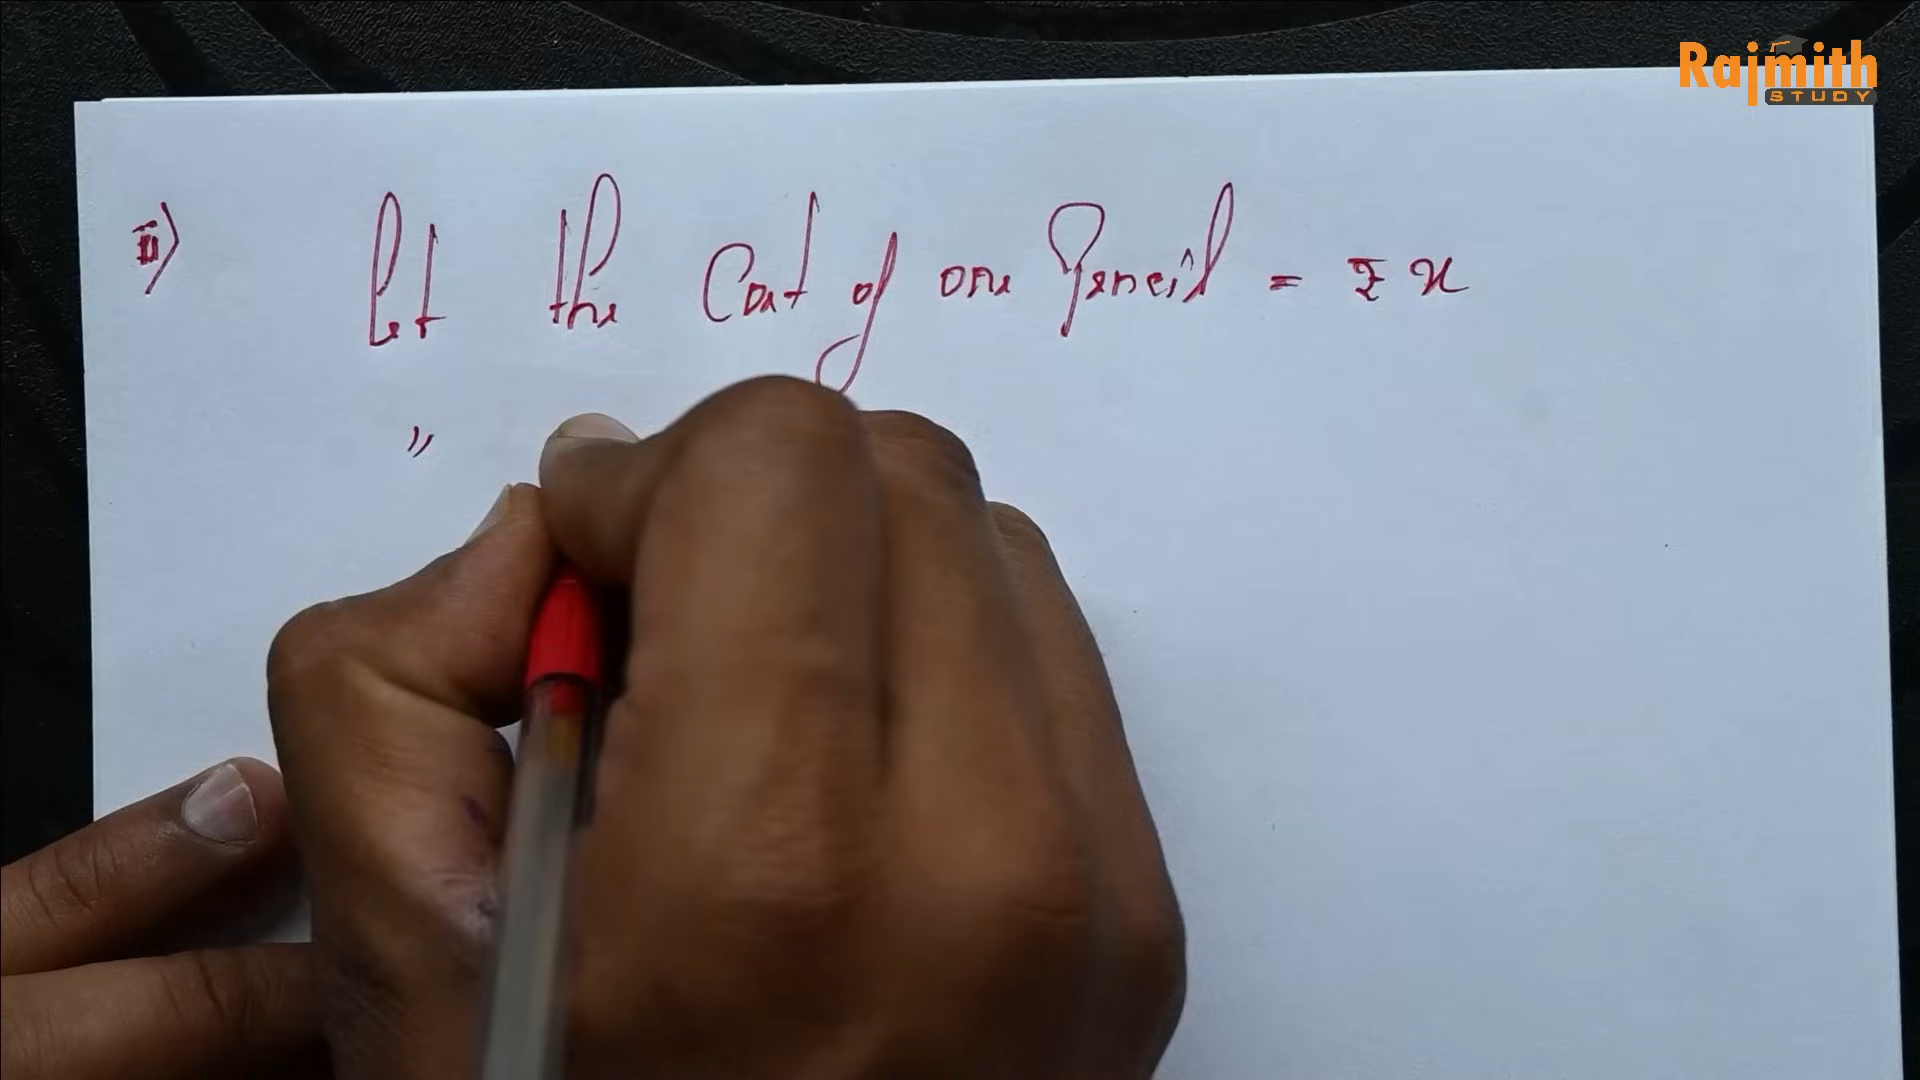 Rajmith
STUDY
ii) Let the Cost of one Pencil = ₹ x
"